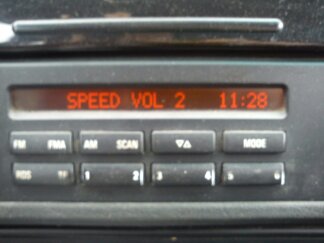 SPEED VOL 2 11:28
FM FMA AM SCAN ▽△ MODE
RDS 1 2 3 4 5 6